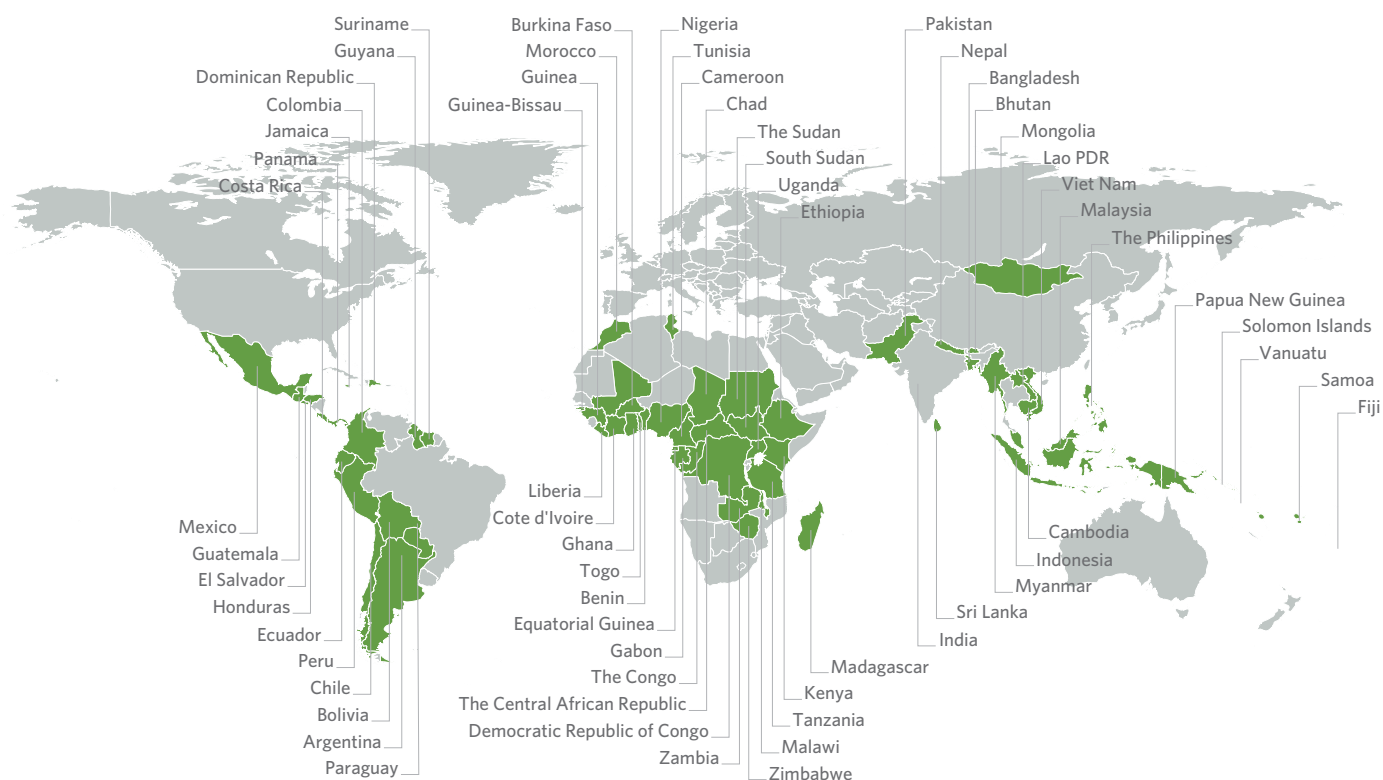 Suriname
Guyana
Dominican Republic
Colombia
Jamaica
Panama
Costa Rica
Burkina Faso
Morocco
Guinea
Guinea-Bissau
Nigeria
Tunisia
Cameroon
Chad
The Sudan
South Sudan
Uganda
Ethiopia
Pakistan
Nepal
Bangladesh
Bhutan
Mongolia
Lao PDR
Viet Nam
Malaysia
The Philippines
Papua New Guinea
Solomon Islands
Vanuatu
Samoa
Fiji
Mexico
Guatemala
El Salvador
Honduras
Ecuador
Peru
Chile
Bolivia
Argentina
Paraguay
Liberia
Cote d'Ivoire
Ghana
Togo
Benin
Equatorial Guinea
Gabon
The Congo
The Central African Republic
Democratic Republic of Congo
Zambia
Zimbabwe
Malawi
Tanzania
Kenya
Madagascar
India
Sri Lanka
Myanmar
Indonesia
Cambodia